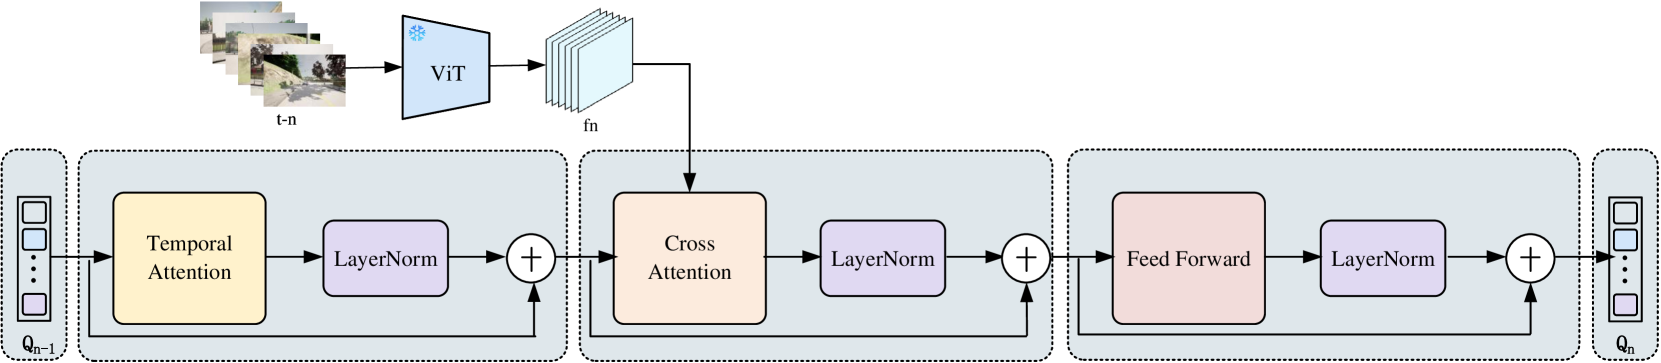 ViT
t-n
fn
Temporal
Attention
LayerNorm
Cross
Attention
LayerNorm
Feed Forward
LayerNorm
Qn-1
Qn